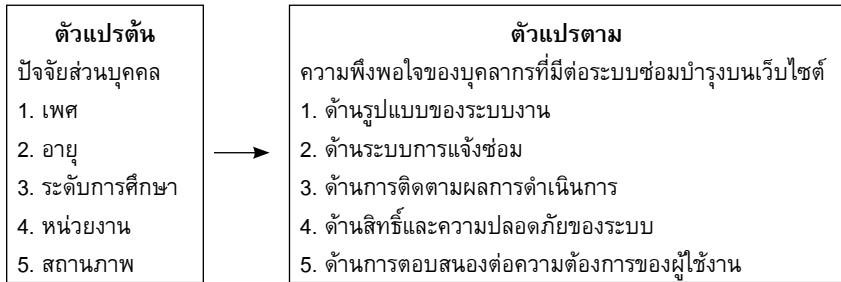 ตัวแปรต้น
ปัจจัยส่วนบุคคล
1. เพศ
2. อายุ
3. ระดับการศึกษา
4. หน่วยงาน
5. สถานภาพ
ตัวแปรตาม
ความพึงพอใจของบุคลากรที่มีต่อระบบซ่อมบำรุงบนเว็บไซต์
1. ด้านรูปแบบของระบบงาน
2. ด้านระบบการแจ้งซ่อม
3. ด้านการติดตามผลการดำเนินการ
4. ด้านสิทธิ์และความปลอดภัยของระบบ
5. ด้านการตอบสนองต่อความต้องการของผู้ใช้งาน